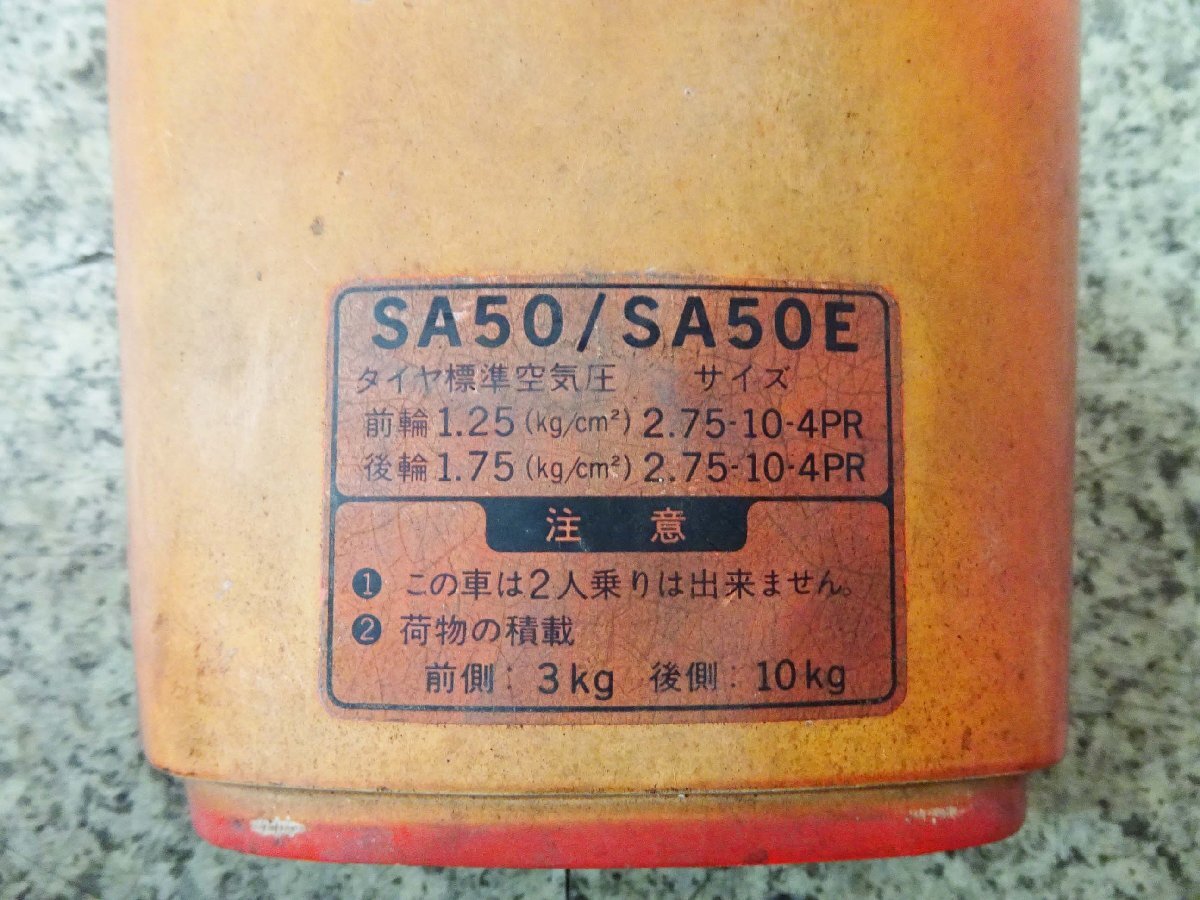 SA50/SA50E
タイヤ標準空気圧 サイズ
前輪 1.25 (kg/cm²) 2.75-10-4PR
後輪 1.75 (kg/cm²) 2.75-10-4PR
注意
❶ この車は2人乗りは出来ません。
❷ 荷物の積載
前側: 3kg 後側: 10kg